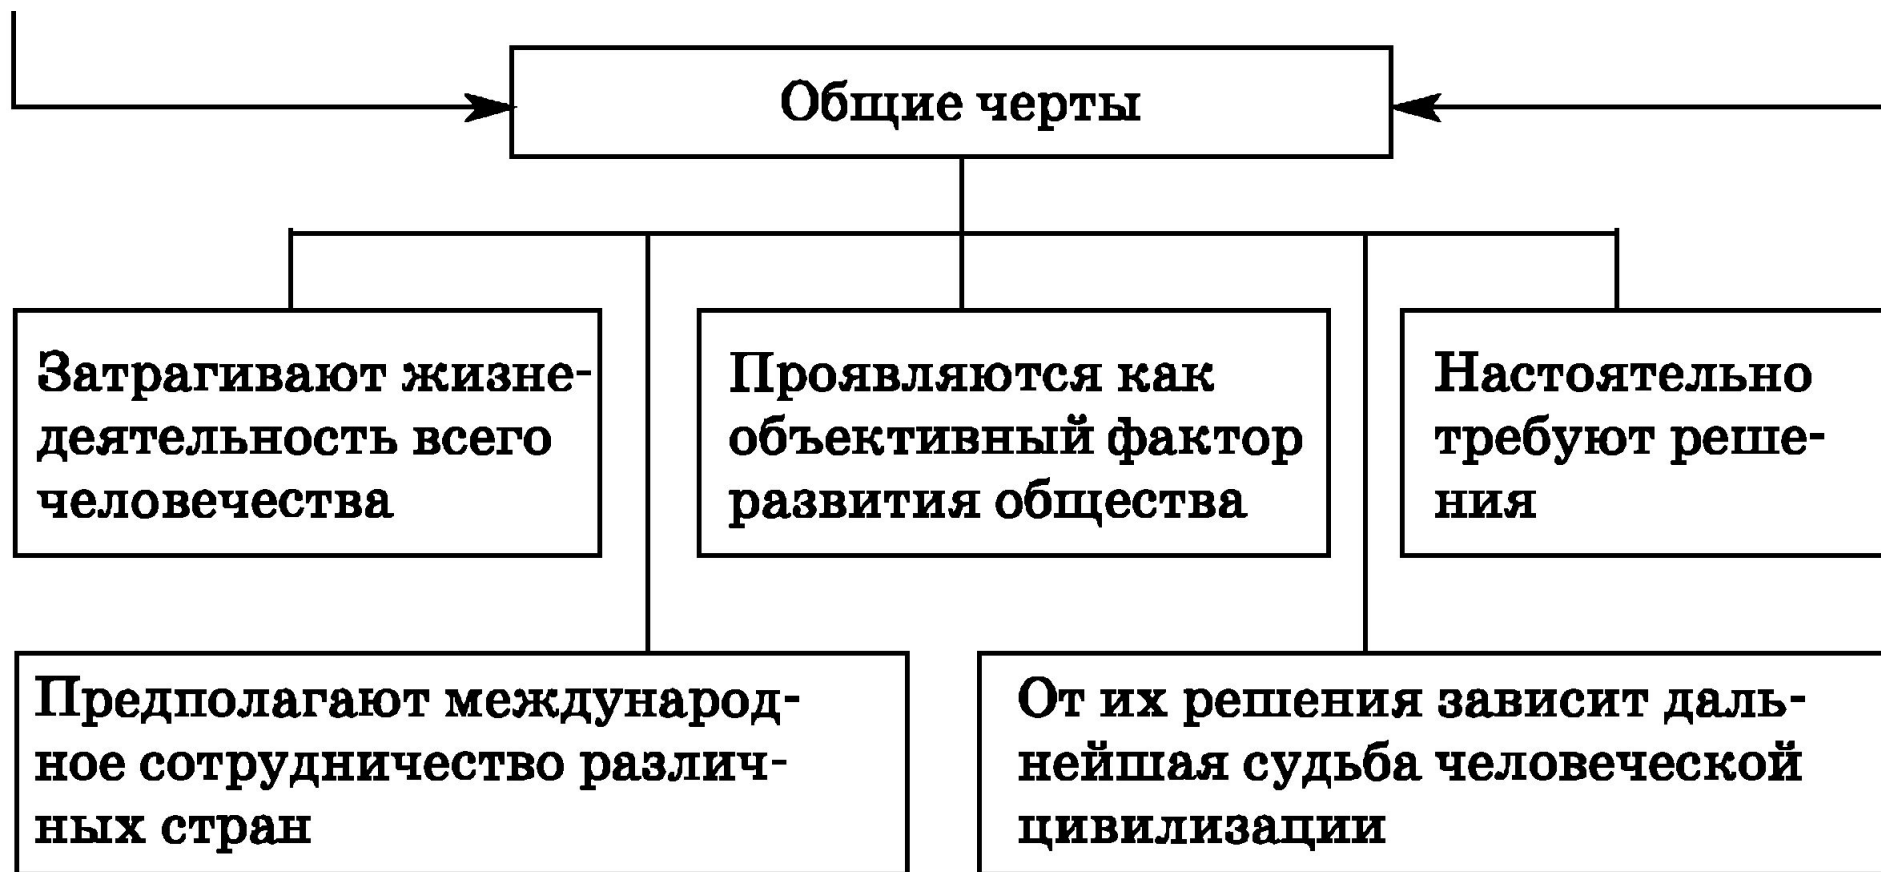 Общие черты
Затрагивают жизне-
деятельность всего
человечества
Проявляются как
объективный фактор
развития общества
Настоятельно
требуют реше-
ния
Предполагают международ-
ное сотрудничество различ-
ных стран
От их решения зависит даль-
нейшая судьба человеческой
цивилизации